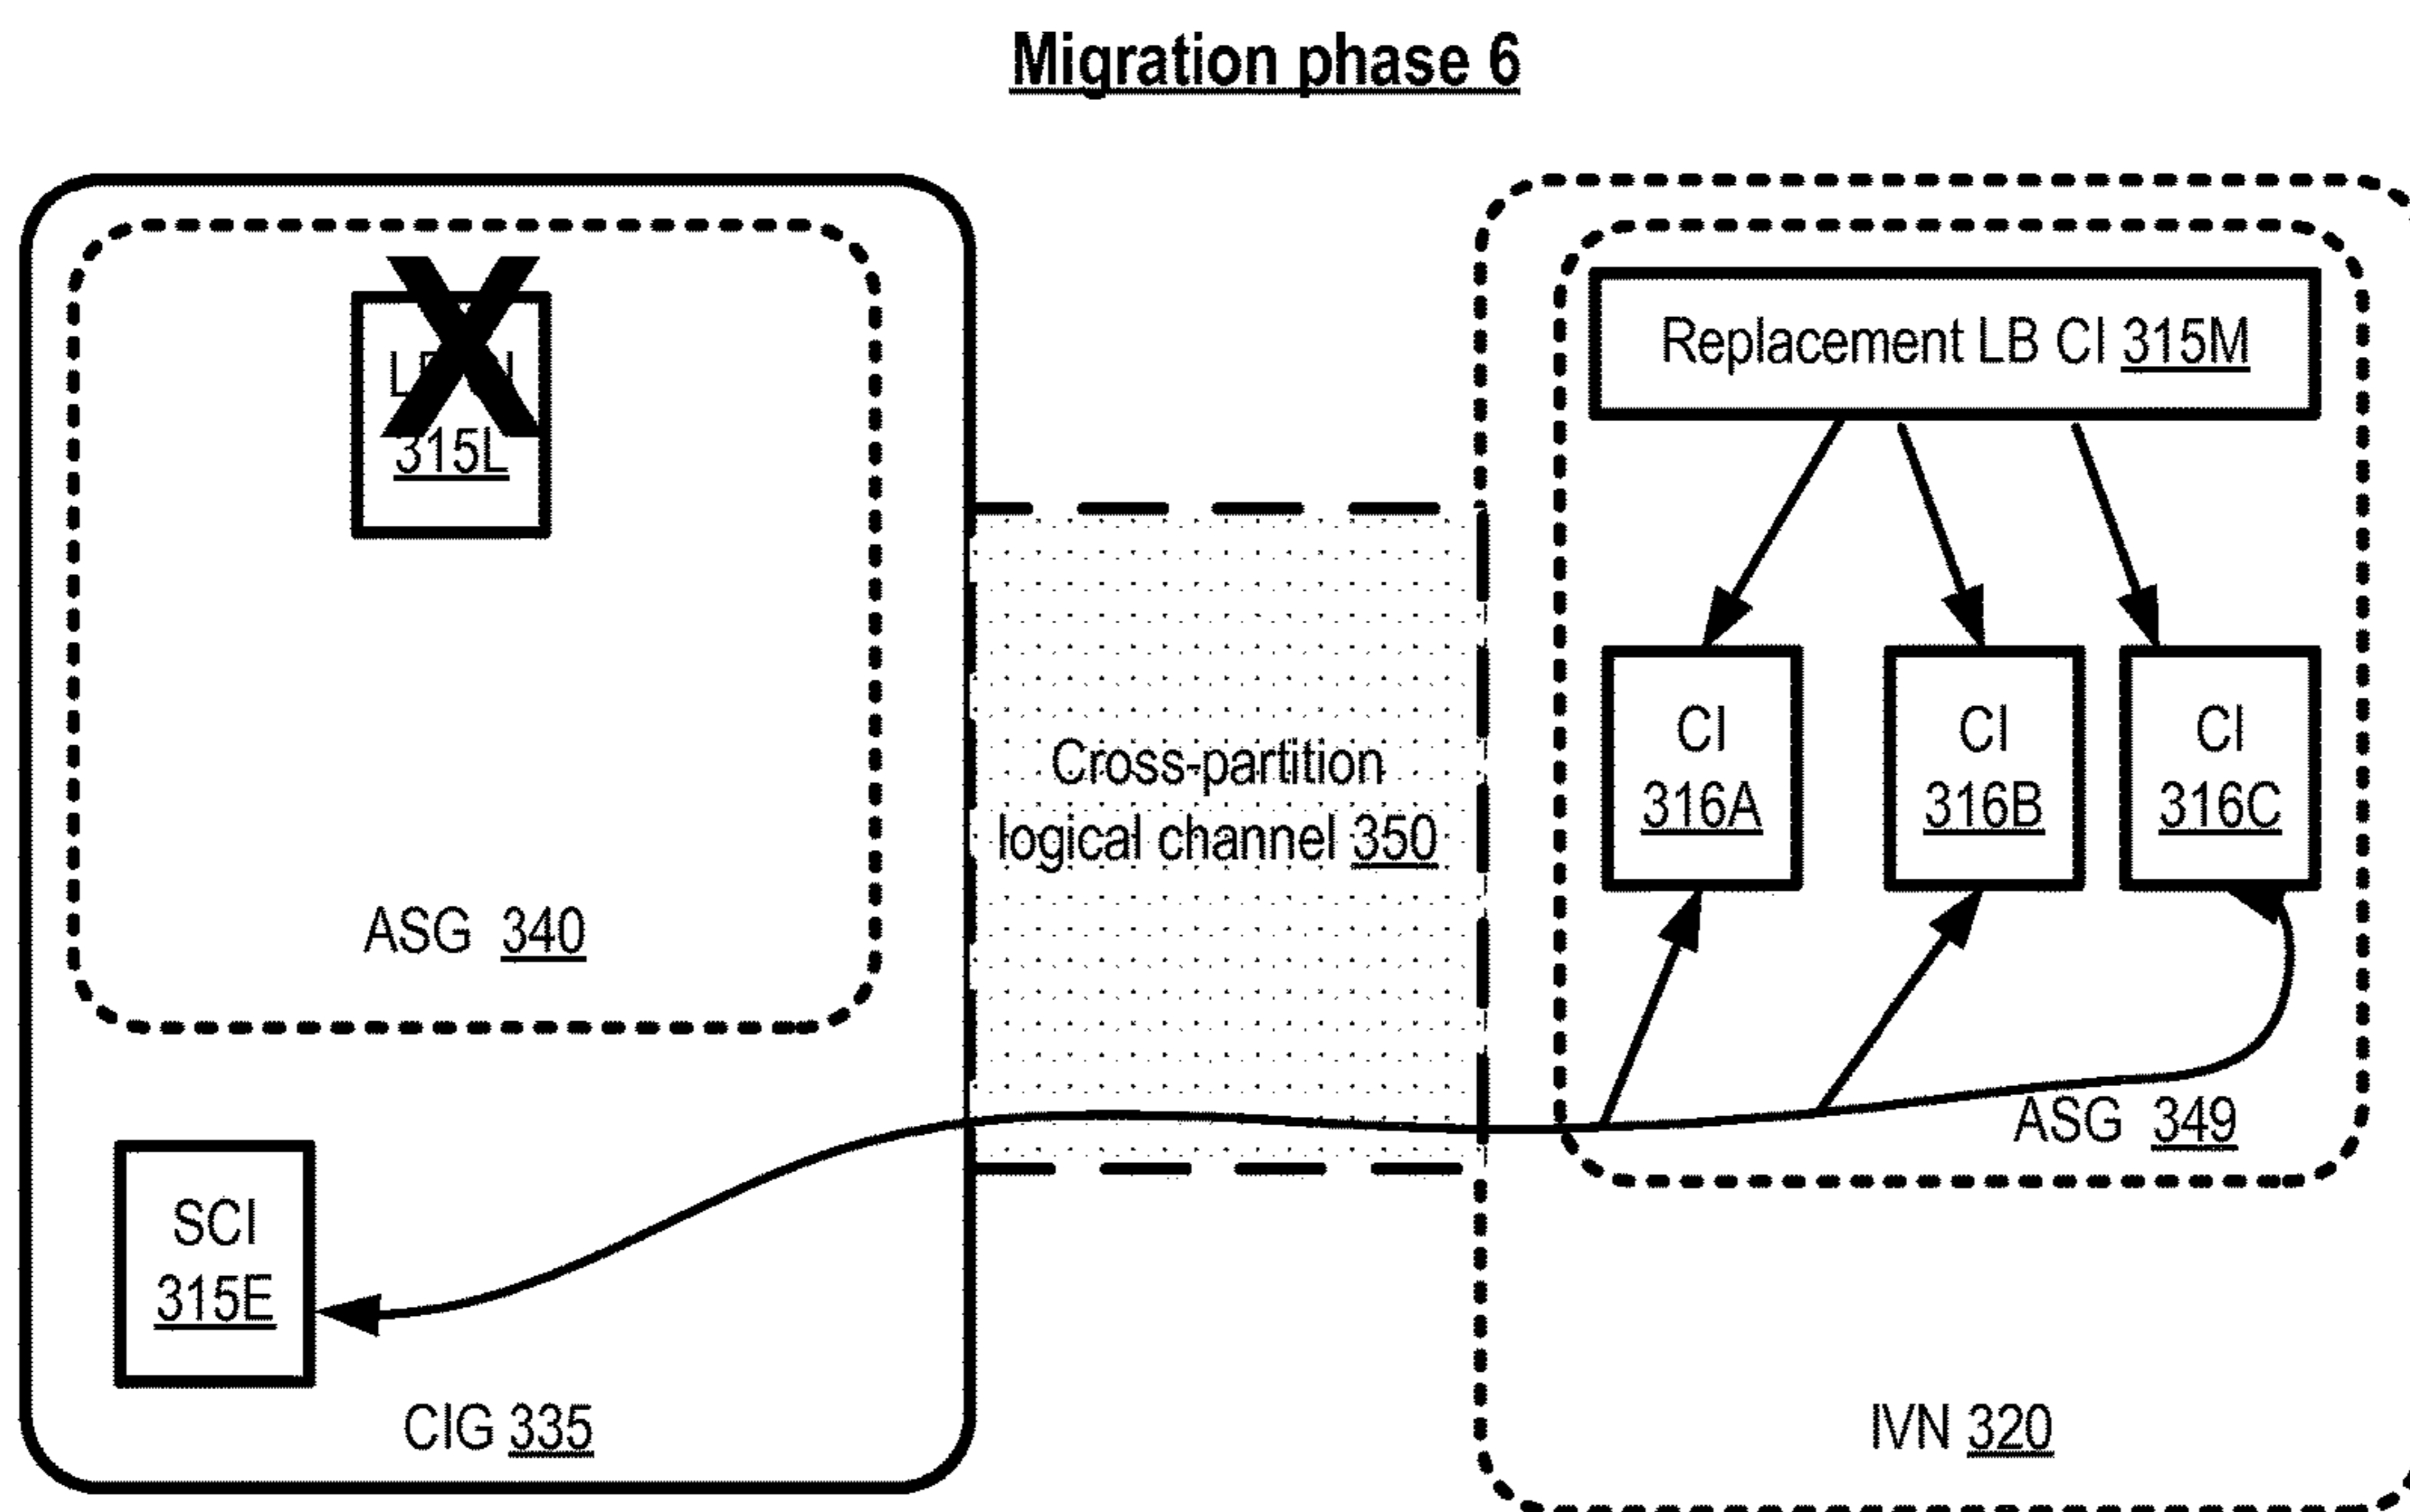 Migration phase 6
315L
ASG 340
SCI
315E
CIG 335
Cross-partition
logical channel 350
Replacement LB CI 315M
CI
316A
CI
316B
CI
316C
ASG 349
IVN 320